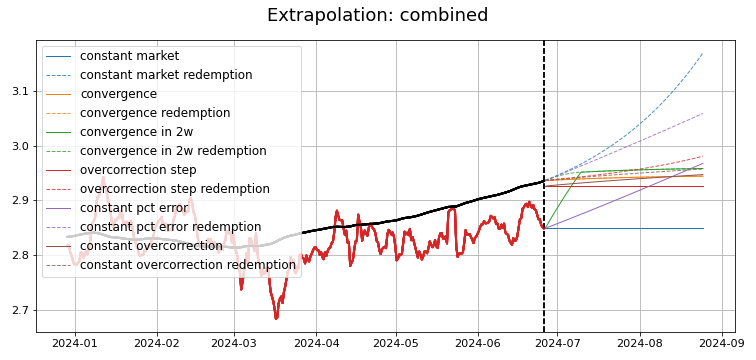 Extrapolation: combined
constant market
constant market redemption
convergence
convergence redemption
convergence in 2w
convergence in 2w redemption
overcorrection step
overcorrection step redemption
constant pct error
constant pct error redemption
constant overcorrection
constant overcorrection redemption
3.1
3.0
2.9
2.8
2.7
2024-01 2024-02 2024-03 2024-04 2024-05 2024-06 2024-07 2024-08 2024-09